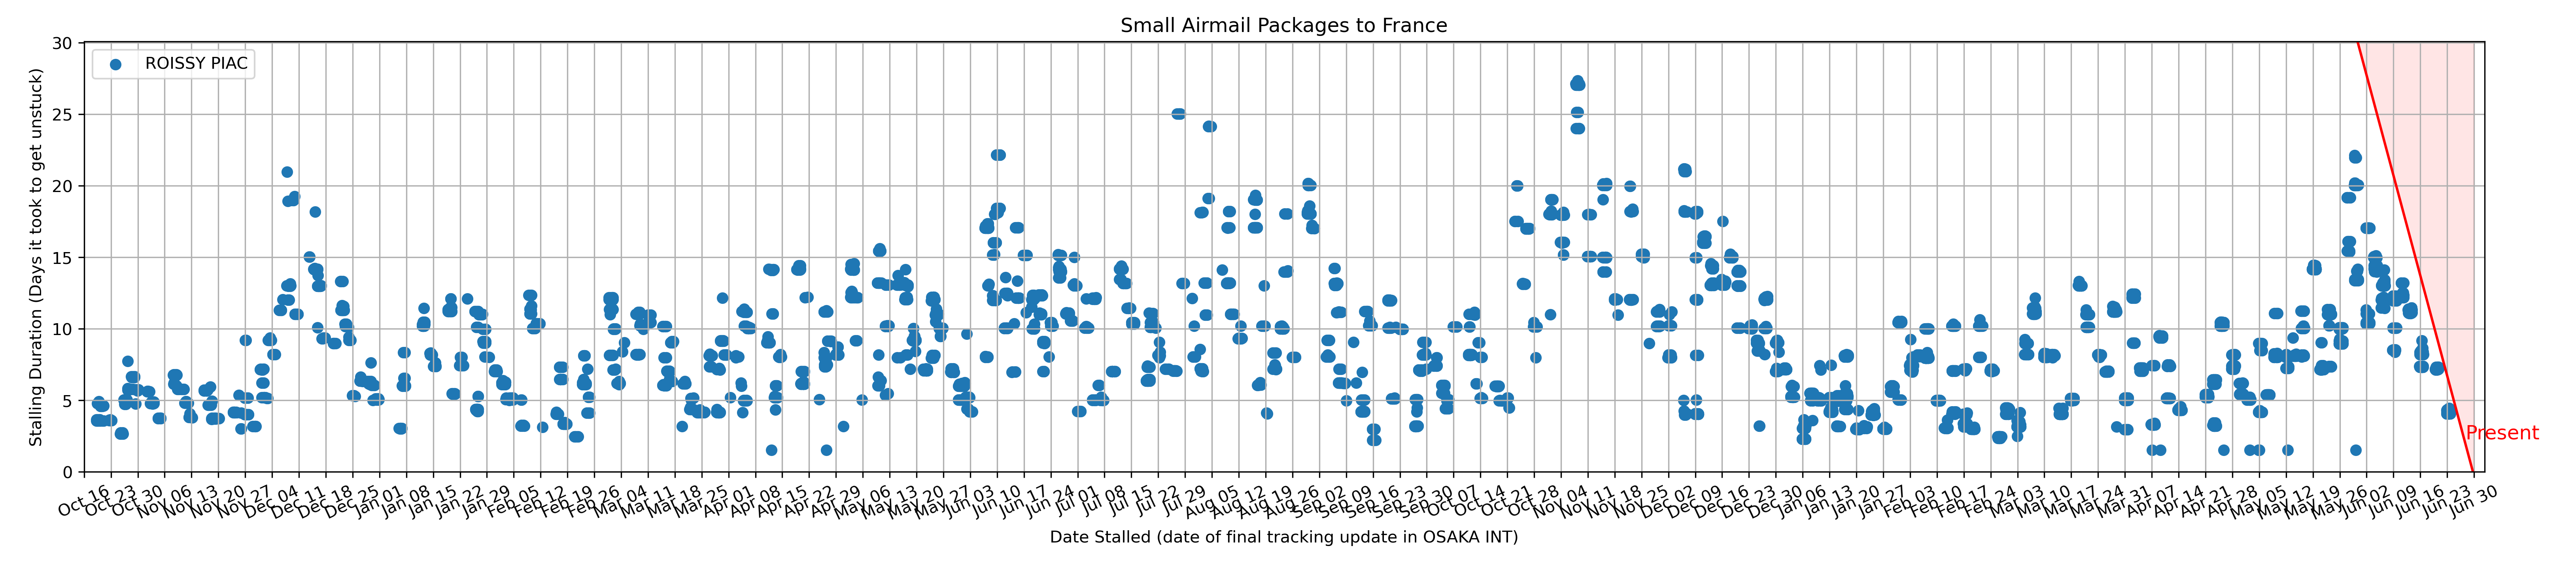 Small Airmail Packages to France
Stalling Duration (Days it took to get unstuck)
30
25
20
15
10
5
0
ROISSY PIAC
Present
Oct 16 Oct 23 Oct 30 Nov 06 Nov 13 Nov 20 Nov 27 Dec 04 Dec 11 Dec 18 Dec 25 Jan 01 Jan 08 Jan 15 Jan 22 Jan 29 Feb 05 Feb 12 Feb 19 Feb 26 Mar 04 Mar 11 Mar 18 Mar 25 Apr 01 Apr 08 Apr 15 Apr 22 Apr 29 May 06 May 13 May 20 May 27 Jun 03 Jun 10 Jun 17 Jun 24 Jul 01 Jul 08 Jul 15 Jul 22 Jul 29 Aug 05 Aug 12 Aug 19 Aug 26 Sep 02 Sep 09 Sep 16 Sep 23 Sep 30 Oct 07 Oct 14 Oct 21 Oct 28 Nov 04 Nov 11 Nov 18 Nov 25 Dec 02 Dec 09 Dec 16 Dec 23 Dec 30 Jan 06 Jan 13 Jan 20 Jan 27 Feb 03 Feb 10 Feb 17 Feb 24 Mar 03 Mar 10 Mar 17 Mar 24 Mar 31 Apr 07 Apr 14 Apr 21 Apr 28 May 05 May 12 May 19 May 26 Jun 02 Jun 09 Jun 16 Jun 23 Jun 30
Date Stalled (date of final tracking update in OSAKA INT)